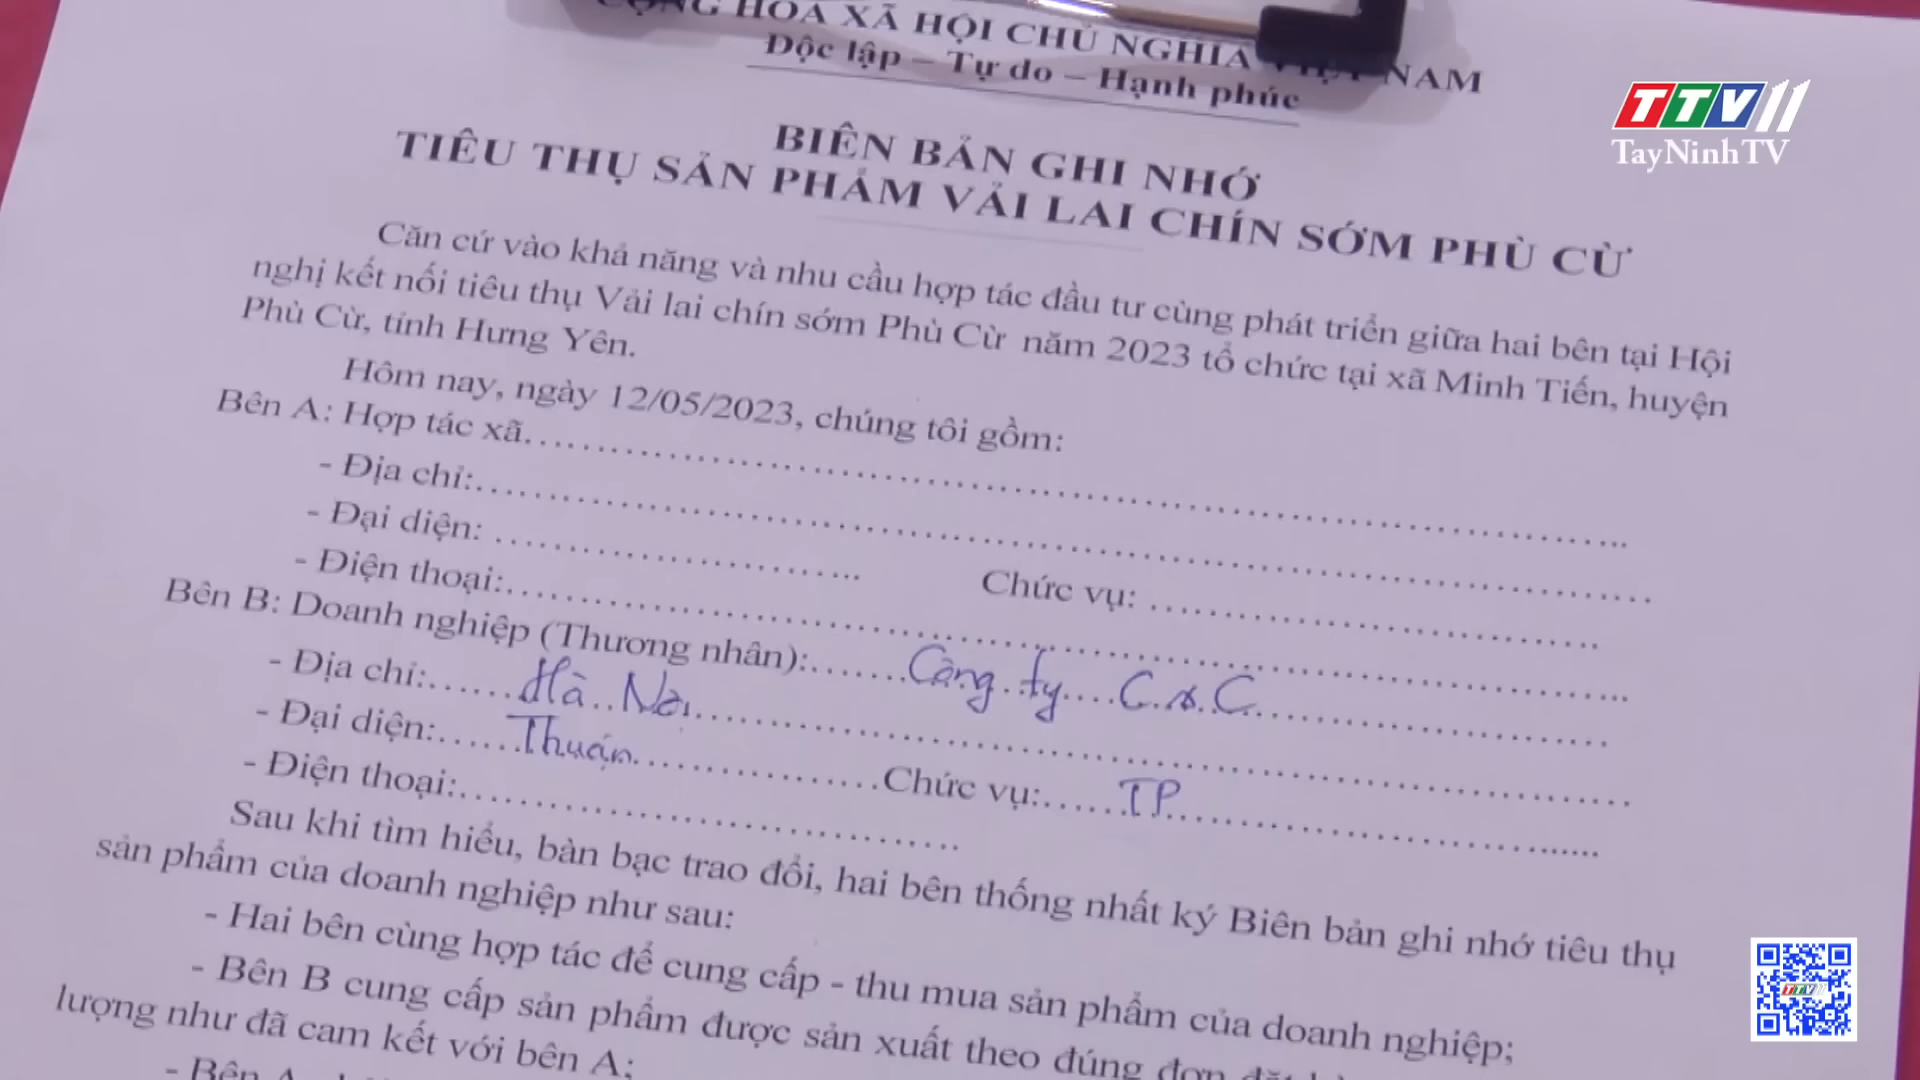 CỘNG HÒA XÃ HỘI CHỦ NGHĨA VIỆT NAM
Độc lập – Tự do – Hạnh phúc
TTV11
TayNinhTV
BIÊN BẢN GHI NHỚ
TIÊU THỤ SẢN PHẨM VẢI LAI CHÍN SỚM PHÙ CỪ
Căn cứ vào khả năng và nhu cầu hợp tác đầu tư cùng phát triển giữa hai bên tại Hội
nghị kết nối tiêu thụ Vải lai chín sớm Phù Cừ năm 2023 tổ chức tại xã Minh Tiến, huyện
Phù Cừ, tỉnh Hưng Yên.
Hôm nay, ngày 12/05/2023, chúng tôi gồm:
Bên A: Hợp tác xã..........
- Địa chỉ:..........
- Đại diện: .......... Chức vụ: ..........
- Điện thoại:..........
Bên B: Doanh nghiệp (Thương nhân):....... Công ty.... C.&.C..........
- Địa chỉ:...... Hà Nội..........
- Đại diện:...... Thuận.......... Chức vụ:...... TP..........
- Điện thoại:..........
Sau khi tìm hiểu, bàn bạc trao đổi, hai bên thống nhất ký Biên bản ghi nhớ tiêu thụ
sản phẩm của doanh nghiệp như sau:
- Hai bên cùng hợp tác để cung cấp - thu mua sản phẩm của doanh nghiệp;
- Bên B cung cấp sản phẩm được sản xuất theo đúng đơn đặt
lượng như đã cam kết với bên A;
- Bên A
TTV11